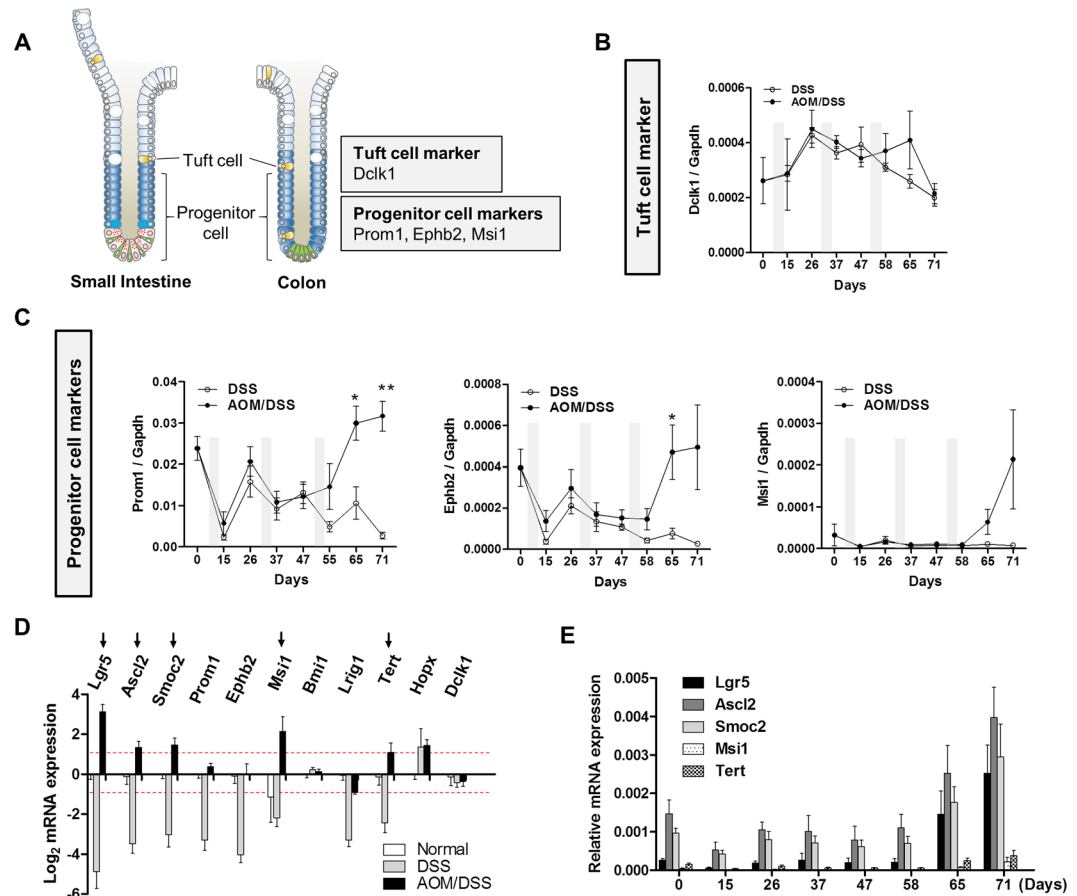 A
Tuft cell
Progenitor
cell
Small Intestine
Colon
Tuft cell marker
Dclk1
Progenitor cell markers
Prom1, Ephb2, Msi1
B
Tuft cell marker
Dclk1 / Gapdh
0.0006
0.0004
0.0002
0.0000
DSS
AOM/DSS
0 15 26 37 47 58 65 71
Days
C
Progenitor cell markers
Prom1 / Gapdh
0.04
0.03
0.02
0.01
0.00
DSS
AOM/DSS
*
**
0 15 26 37 47 55 65 71
Days
Ephb2 / Gapdh
0.0008
0.0006
0.0004
0.0002
0.0000
DSS
AOM/DSS
*
0 15 26 37 47 58 65 71
Days
Msi1 / Gapdh
0.0004
0.0003
0.0002
0.0001
0.0000
DSS
AOM/DSS
0 15 26 37 47 58 65 71
Days
D
Lgr5 Ascl2 Smoc2 Prom1 Ephb2 Msi1 Bmi1 Lrig1 Tert Hopx Dclk1
Log2 mRNA expression
4
2
0
-2
-4
-6
Normal
DSS
AOM/DSS
E
Relative mRNA expression
0.005
0.004
0.003
0.002
0.001
0.000
Lgr5
Ascl2
Smoc2
Msi1
Tert
0 15 26 37 47 58 65 71 (Days)